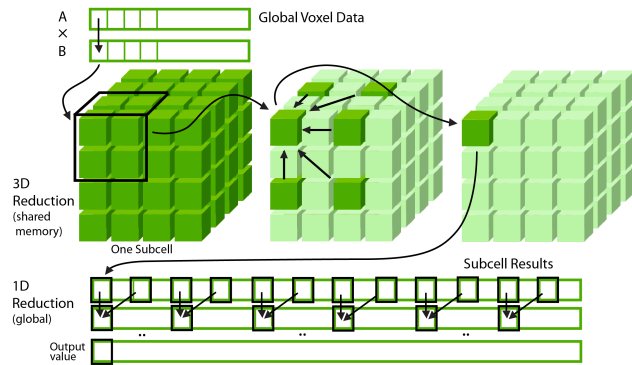 A
Global Voxel Data
×
B
3D
Reduction
(shared
memory)
One Subcell
Subcell Results
1D
Reduction
(global)
..
..
..
Output
value